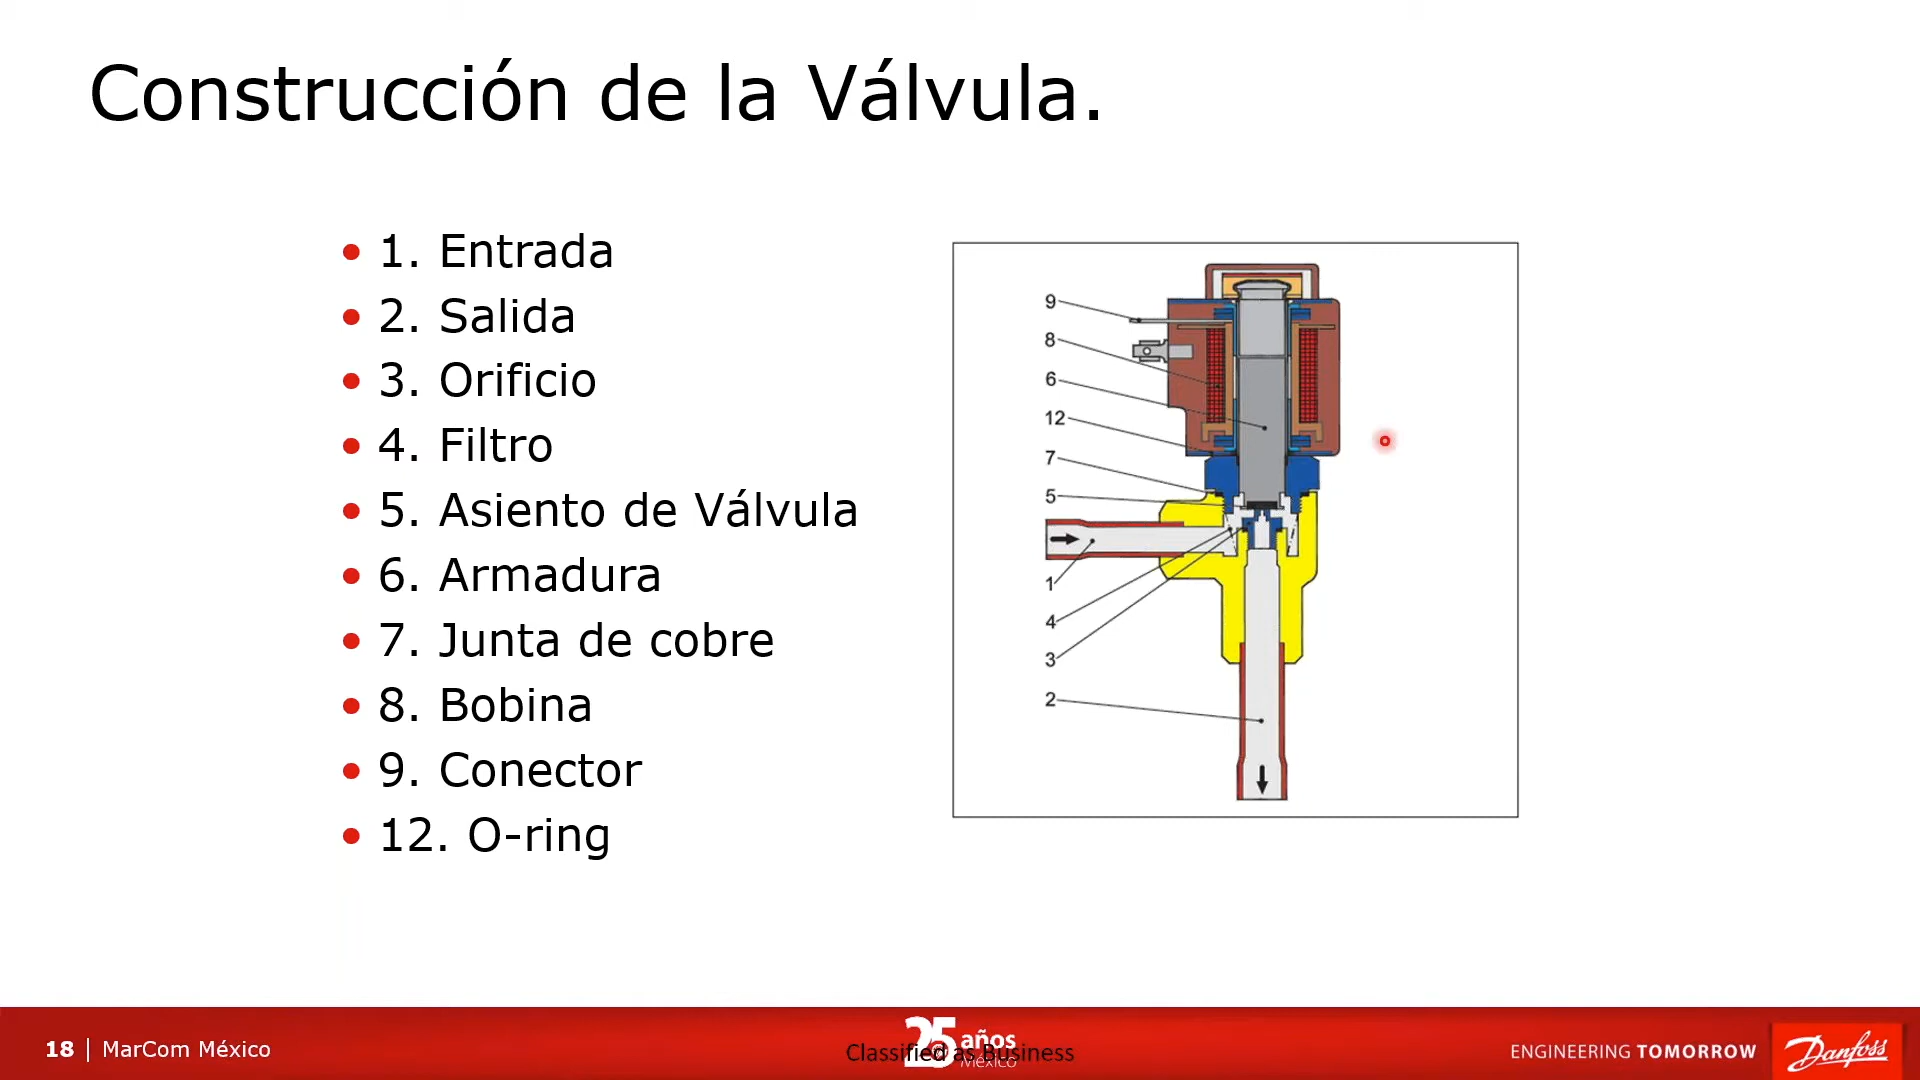 Construcción de la Válvula.
• 1. Entrada
• 2. Salida
• 3. Orificio
• 4. Filtro
• 5. Asiento de Válvula
• 6. Armadura
• 7. Junta de cobre
• 8. Bobina
• 9. Conector
• 12. O-ring
9
8
6
12
7
5
1
4
3
2
18 | MarCom México
25 años
México
Classified as Business
ENGINEERING TOMORROW
Danfoss